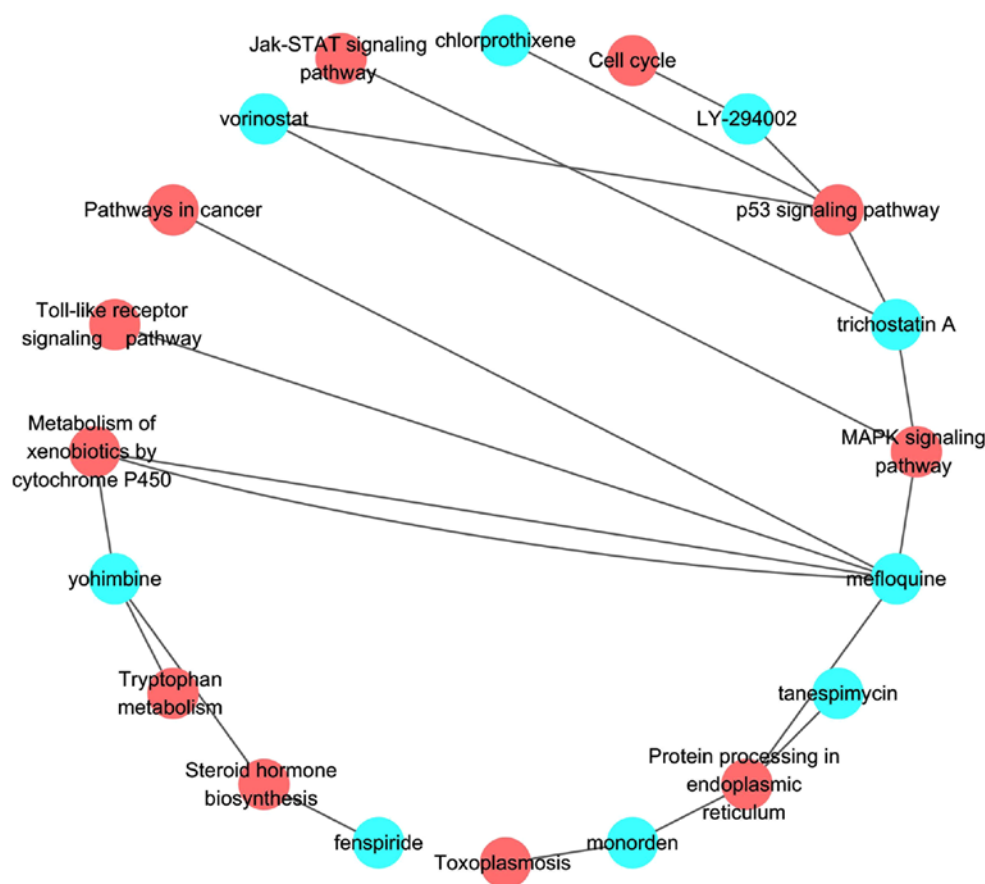 Jak-STAT signaling
pathway
chlorprothixene
Cell cycle
vorinostat
LY-294002
Pathways in cancer
p53 signaling pathway
Toll-like receptor
signaling pathway
trichostatin A
Metabolism of
xenobiotics by
cytochrome P450
MAPK signaling
pathway
yohimbine
mefloquine
Tryptophan
metabolism
tanespimycin
Steroid hormone
biosynthesis
Protein processing in
endoplasmic
reticulum
fenspiride
Toxoplasmosis
monorden